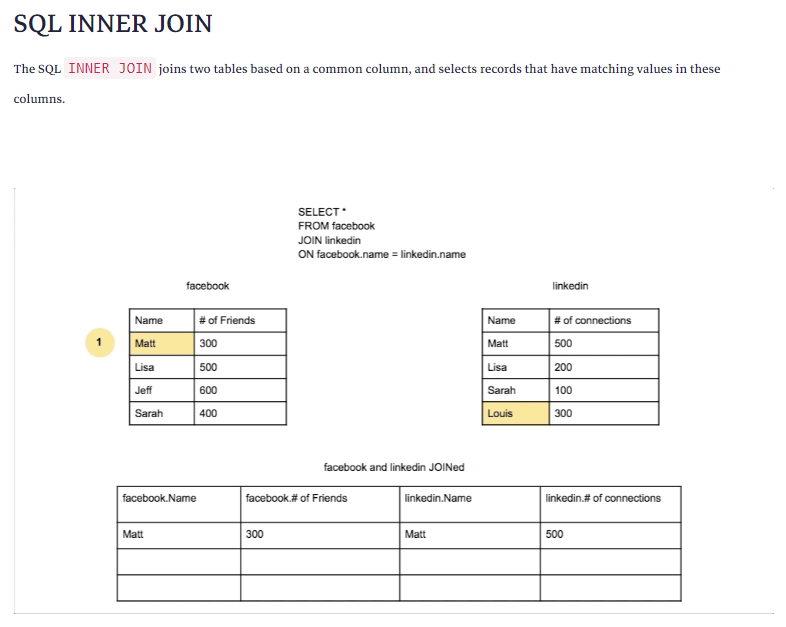 SQL INNER JOIN
The SQL INNER JOIN joins two tables based on a common column, and selects records that have matching values in these
columns.
SELECT *
FROM facebook
JOIN linkedin
ON facebook.name = linkedin.name
facebook
Name # of Friends
1 Matt 300
Lisa 500
Jeff 600
Sarah 400
linkedin
Name # of connections
Matt 500
Lisa 200
Sarah 100
Louis 300
facebook and linkedin JOINed
facebook.Name facebook.# of Friends linkedin.Name linkedin.# of connections
Matt 300 Matt 500